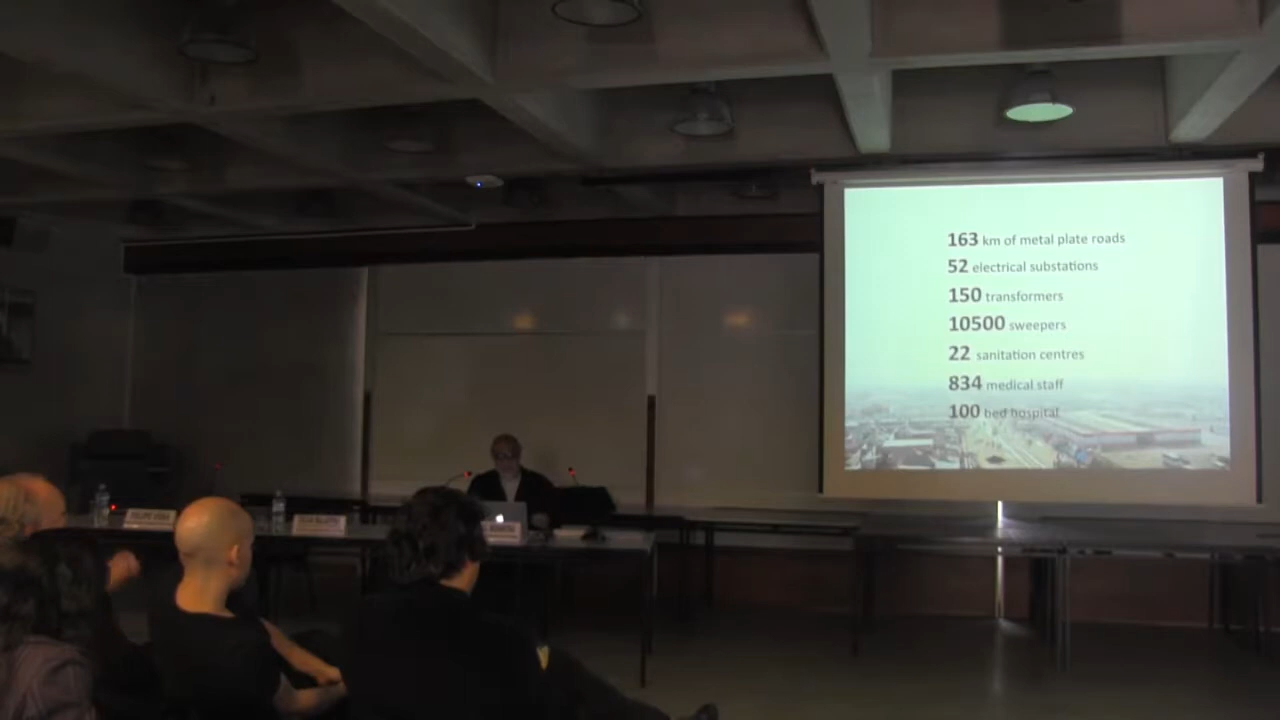 163 km of metal plate roads
52 electrical substations
150 transformers
10500 sweepers
22 sanitation centres
834 medical staff
100 bed hospital